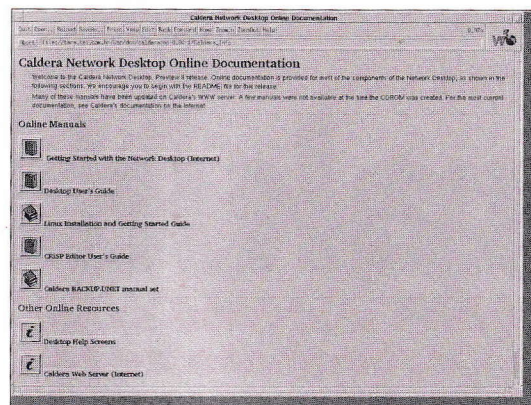 Caldera Network Desktop Online Documentation
Caldera Network Desktop Online Documentation
Welcome to the Caldera Network Desktop, Preview II release. Online documentation is provided for most of the components of the Network Desktop, as shown in the
following sections. We encourage you to begin with the README file for this release.
Many of these manuals have been updated on Caldera's WWW server. A few manuals were not available at the time the CDROM was created. For the most current
documentation, see Caldera's documentation on the Internet.
Online Manuals
Getting Started with the Network Desktop (Internet)
Desktop User's Guide
Linux Installation and Getting Started Guide
CRiSP Editor User's Guide
Caldera BACKUP.UNET manual set
Other Online Resources
Desktop Help Screens
Caldera Web Server (Internet)